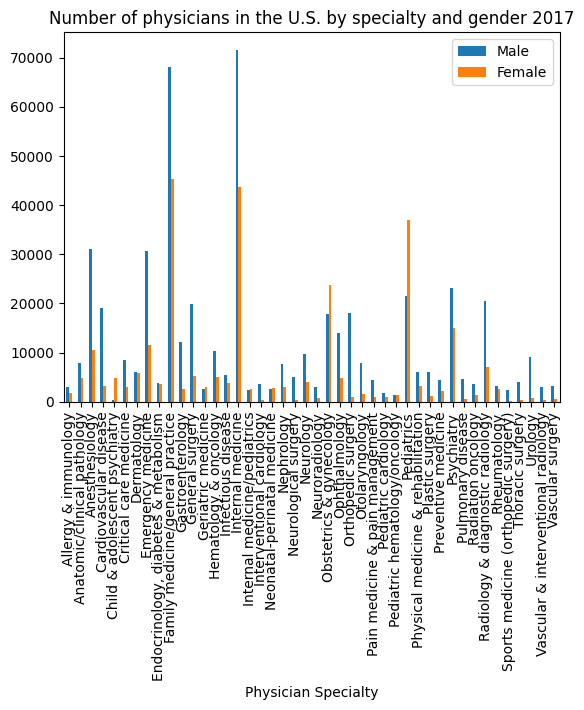 Number of physicians in the U.S. by specialty and gender 2017
Male
Female
70000
60000
50000
40000
30000
20000
10000
0
Allergy & immunology
Anatomic/clinical pathology
Anesthesiology
Cardiovascular disease
Child & adolescent psychiatry
Critical care medicine
Dermatology
Emergency medicine
Endocrinology, diabetes & metabolism
Family medicine/general practice
Gastroenterology
General surgery
Geriatric medicine
Hematology & oncology
Infectious disease
Internal medicine
Internal medicine/pediatrics
Interventional cardiology
Neonatal-perinatal medicine
Nephrology
Neurological surgery
Neurology
Neuroradiology
Obstetrics & gynecology
Ophthalmology
Orthopedic surgery
Otolaryngology
Pain medicine & pain management
Pediatric cardiology
Pediatric hematology/oncology
Pediatrics
Physical medicine & rehabilitation
Plastic surgery
Preventive medicine
Psychiatry
Pulmonary disease
Radiation oncology
Radiology & diagnostic radiology
Rheumatology
Sports medicine (orthopedic surgery)
Thoracic surgery
Urology
Vascular & interventional radiology
Vascular surgery
Physician Specialty